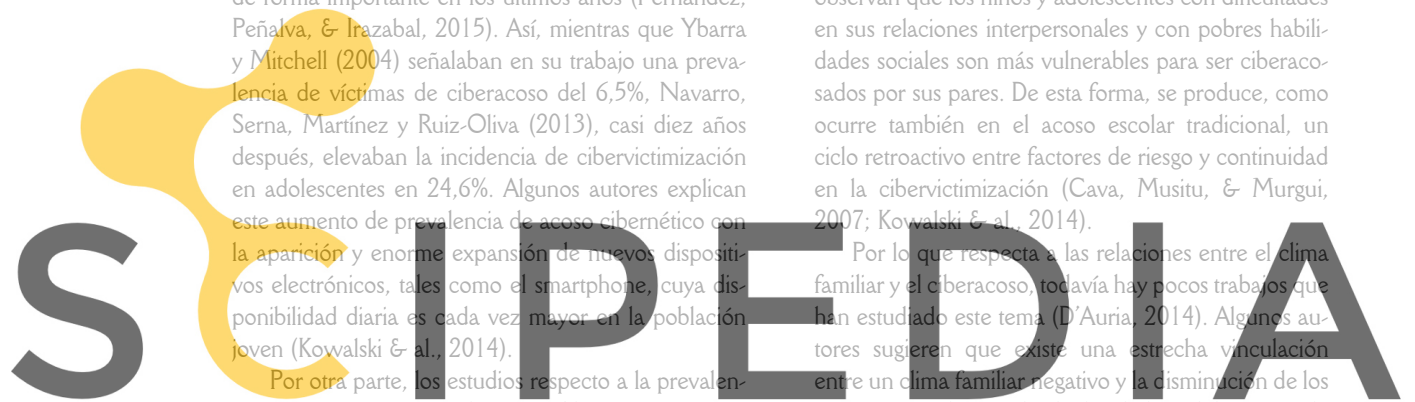 de forma importante en los últimos años (Fernández,
Peñalva, & Irazabal, 2015). Así, mientras que Ybarra
y Mitchell (2004) señalaban en su trabajo una preva-
lencia de víctimas de ciberacoso del 6,5%, Navarro,
Serna, Martínez y Ruiz-Oliva (2013), casi diez años
después, elevaban la incidencia de cibervictimización
en adolescentes en 24,6%. Algunos autores explican
este aumento de prevalencia de acoso cibernético con
la aparición y enorme expansión de nuevos dispositi-
vos electrónicos, tales como el smartphone, cuya dis-
ponibilidad diaria es cada vez mayor en la población
joven (Kowalski & al., 2014).
Por otra parte, los estudios respecto a la prevalen-
observan que los niños y adolescentes con dificultades
en sus relaciones interpersonales y con pobres habili-
dades sociales son más vulnerables para ser ciberaco-
sados por sus pares. De esta forma, se produce, como
ocurre también en el acoso escolar tradicional, un
ciclo retroactivo entre factores de riesgo y continuidad
en la cibervictimización (Cava, Musitu, & Murgui,
2007; Kowalski & al., 2014).
Por lo que respecta a las relaciones entre el clima
familiar y el ciberacoso, todavía hay pocos trabajos que
han estudiado este tema (D'Auria, 2014). Algunos au-
tores sugieren que existe una estrecha vinculación
entre un clima familiar negativo y la disminución de los
SCIPEDIA